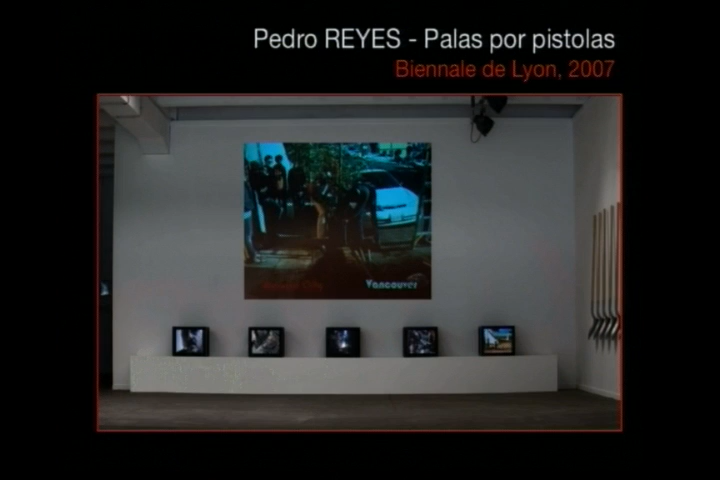 Pedro REYES - Palas por pistolas
Biennale de Lyon, 2007
Vancouver